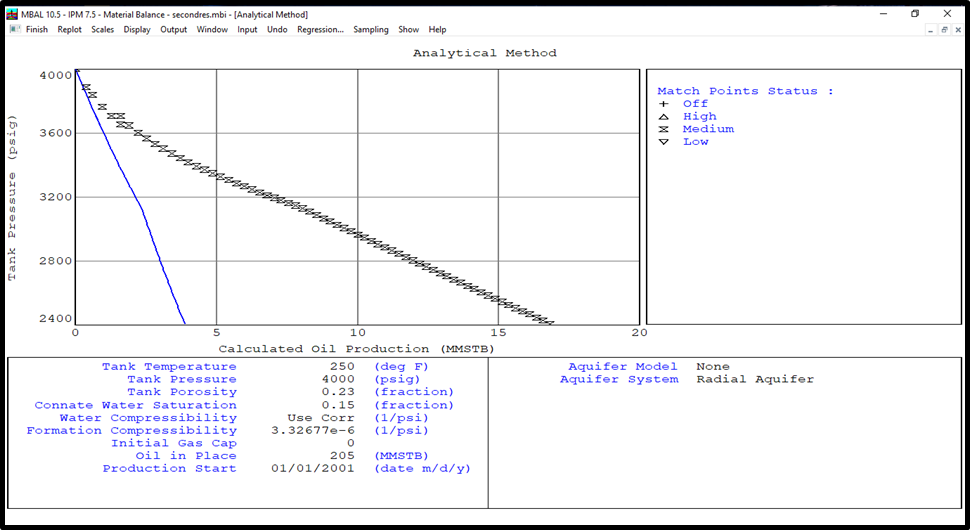 MBAL 10.5 - IPM 7.5 - Material Balance - secondres.mbi - [Analytical Method]
Finish Replot Scales Display Output Window Input Undo Regression... Sampling Show Help
Analytical Method
4000
3600
3200
2800
2400
Tank Pressure (psig)
0 5 10 15 20
Calculated Oil Production (MMSTB)
Match Points Status :
Off
High
Medium
Low
Tank Temperature 250 (deg F)
Tank Pressure 4000 (psig)
Tank Porosity 0.23 (fraction)
Connate Water Saturation 0.15 (fraction)
Water Compressibility Use Corr (1/psi)
Formation Compressibility 3.32677e-6 (1/psi)
Initial Gas Cap 0
Oil in Place 205 (MMSTB)
Production Start 01/01/2001 (date m/d/y)
Aquifer Model None
Aquifer System Radial Aquifer